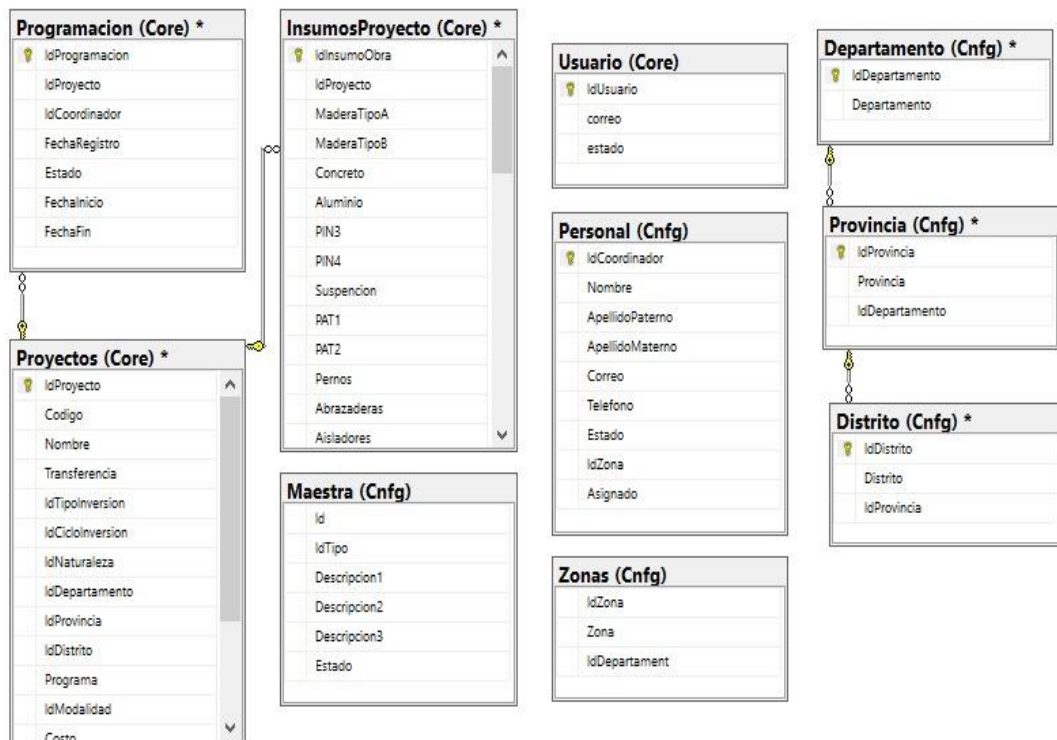 Programacion (Core) *
IdProgramacion
IdProyecto
IdCoordinador
FechaRegistro
Estado
FechaInicio
FechaFin
Proyectos (Core) *
IdProyecto
Codigo
Nombre
Transferencia
IdTipoInversion
IdCicloInversion
IdNaturaleza
IdDepartamento
IdProvincia
IdDistrito
Programa
IdModalidad
Costo
InsumosProyecto (Core) *
IdInsumoObra
IdProyecto
MaderaTipoA
MaderaTipoB
Concreto
Aluminio
PIN3
PIN4
Suspencion
PAT1
PAT2
Pernos
Abrazaderas
Aisladores
Maestra (Cnfg)
Id
IdTipo
Descripcion1
Descripcion2
Descripcion3
Estado
Usuario (Core)
IdUsuario
correo
estado
Personal (Cnfg)
IdCoordinador
Nombre
ApellidoPaterno
ApellidoMaterno
Correo
Telefono
Estado
IdZona
Asignado
Zonas (Cnfg)
IdZona
Zona
IdDepartament
Departamento (Cnfg) *
IdDepartamento
Departamento
Provincia (Cnfg) *
IdProvincia
Provincia
IdDepartamento
Distrito (Cnfg) *
IdDistrito
Distrito
IdProvincia